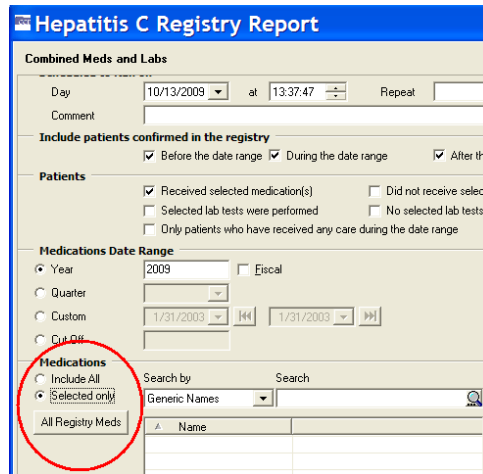 Hepatitis C Registry Report
Combined Meds and Labs
Day 10/13/2009 at 13:37:47 Repeat
Comment
Include patients confirmed in the registry
Before the date range During the date range After
Patients
Received selected medication(s) Did not receive
Selected lab tests were performed No selected lab tests
Only patients who have received any care during the date range
Medications Date Range
Year 2009 Fiscal
Quarter
Custom 1/31/2003 1/31/2003
Cut Off
Medications
Include All Search by Search
Selected only Generic Names
All Registry Meds Name